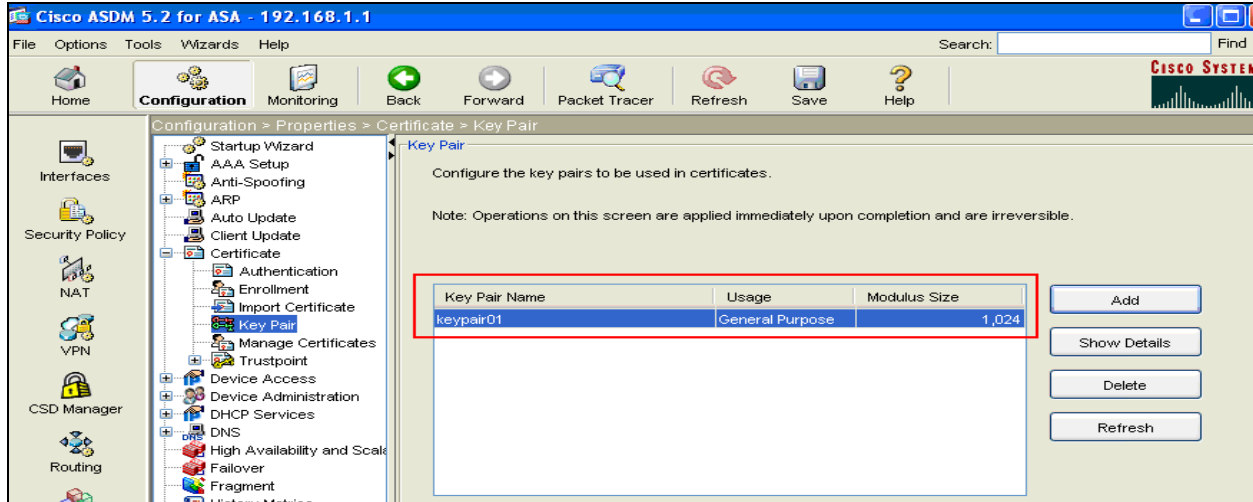 Cisco ASDM 5.2 for ASA - 192.168.1.1
File Options Tools Wizards Help Search: Find
Home Configuration Monitoring Back Forward Packet Tracer Refresh Save Help
CISCO SYSTEM
Configuration > Properties > Certificate > Key Pair
Interfaces
Security Policy
NAT
VPN
CSD Manager
Routing
Startup Wizard
AAA Setup
Anti-Spoofing
ARP
Auto Update
Client Update
Certificate
Authentication
Enrollment
Import Certificate
Key Pair
Manage Certificates
Trustpoint
Device Access
Device Administration
DHCP Services
DNS
High Availability and Scala
Failover
Fragment
History Metrics
Key Pair
Configure the key pairs to be used in certificates.
Note: Operations on this screen are applied immediately upon completion and are irreversible.
Key Pair Name Usage Modulus Size
keypair01 General Purpose 1,024
Add
Show Details
Delete
Refresh